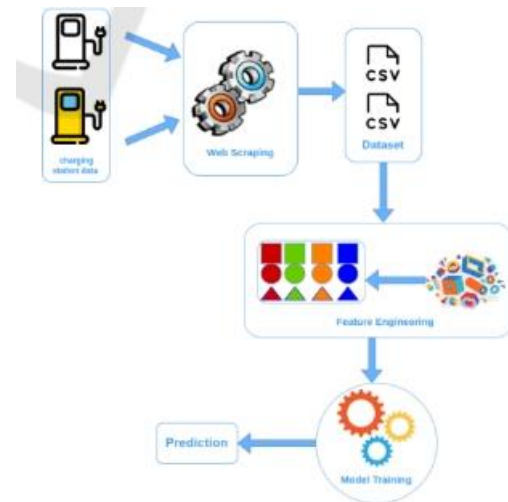 charging
station data
Web Scraping
CSV
CSV
Dataset
Feature Engineering
Model Training
Prediction